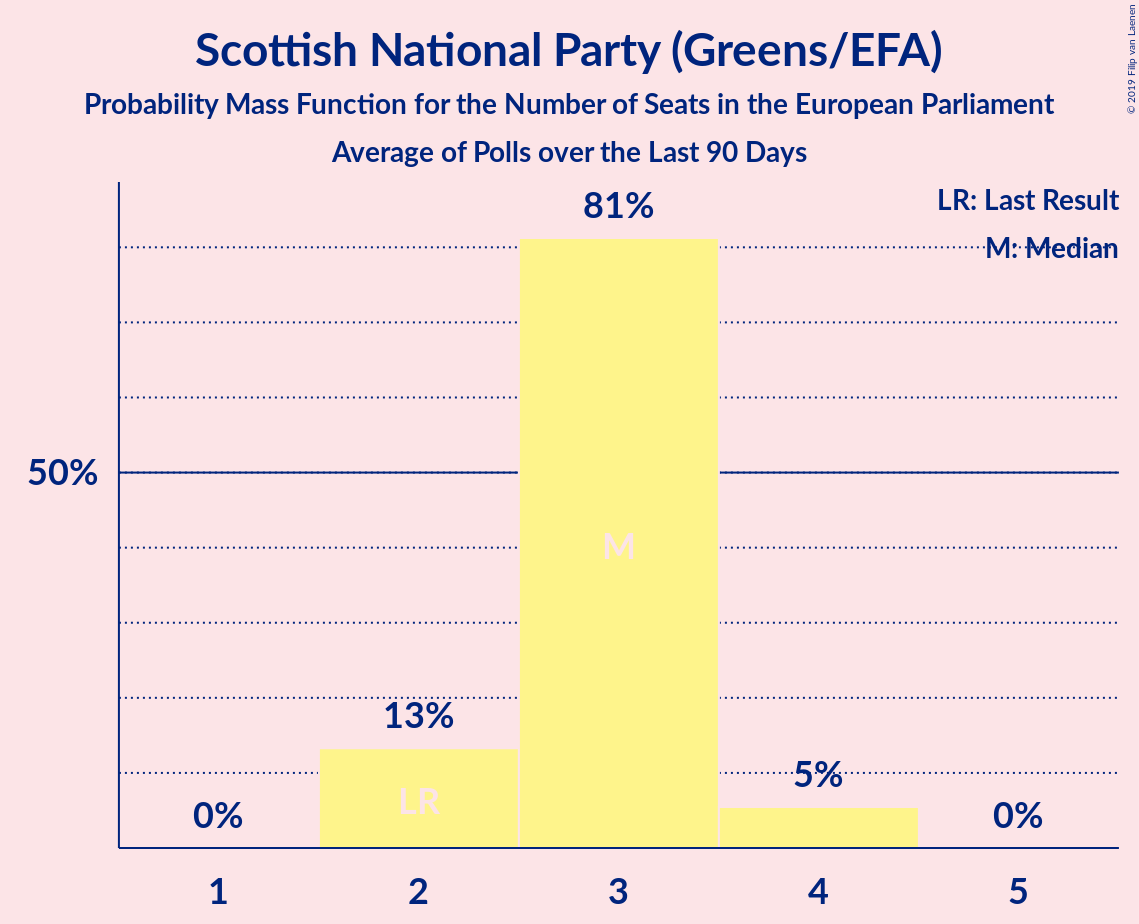 Scottish National Party (Greens/EFA)
Probability Mass Function for the Number of Seats in the European Parliament
Average of Polls over the Last 90 Days
© 2019 Filip van Laenen
LR: Last Result
M: Median
81%
50%
M
13%
LR
5%
0%
0%
1 2 3 4 5